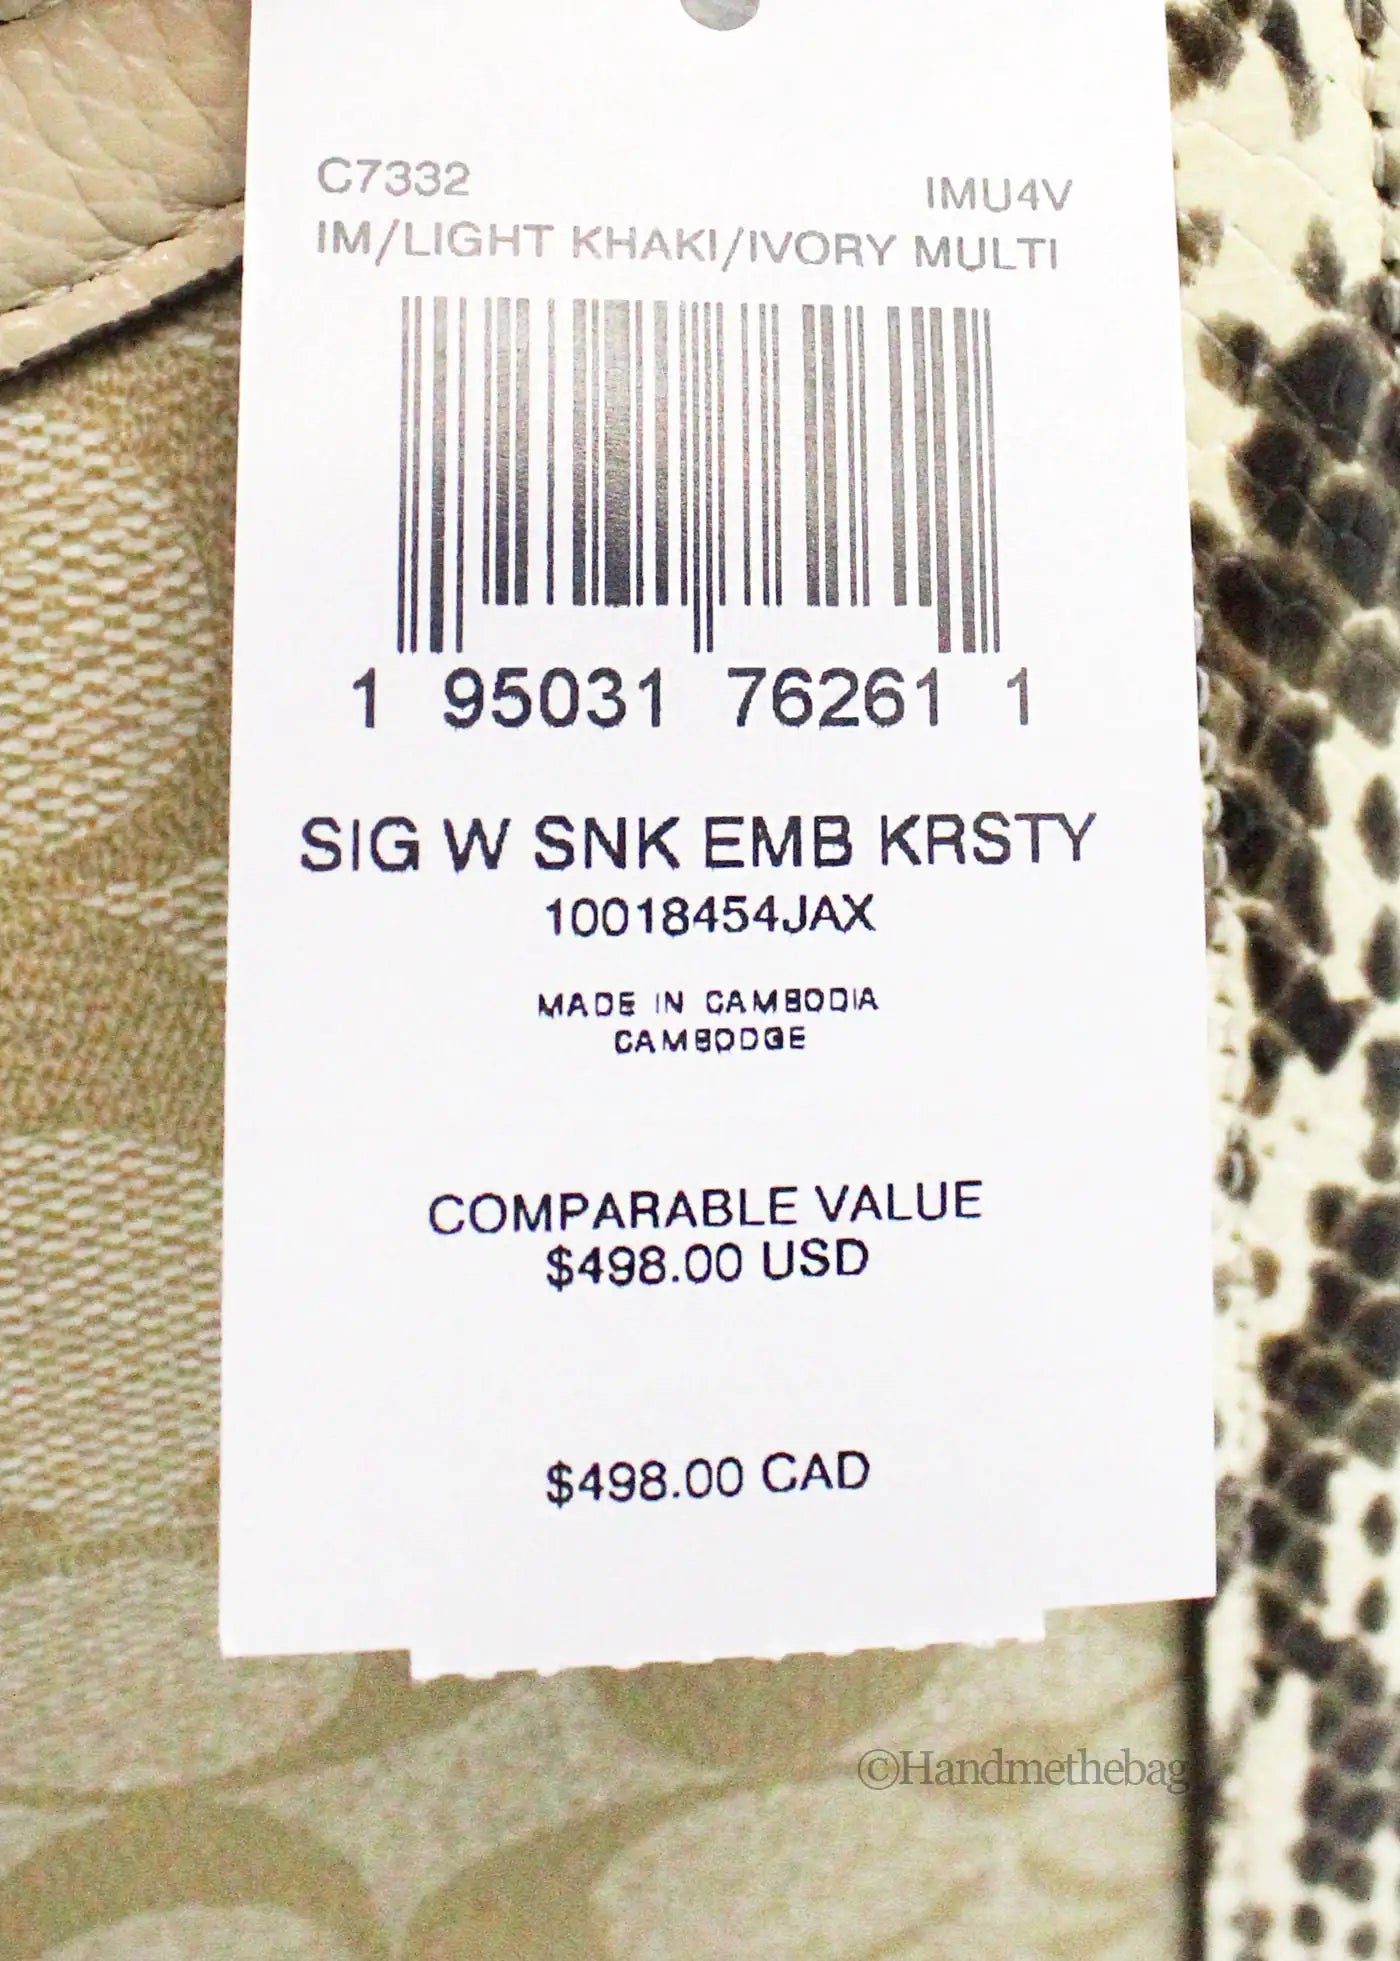 C7332 IMU4V
IM/LIGHT KHAKI/IVORY MULTI
1 95031 76261 1
SIG W SNK EMB KRSTY
10018454JAX
MADE IN CAMBODIA
CAMBODGE
COMPARABLE VALUE
$498.00 USD
$498.00 CAD
©Handmethebag